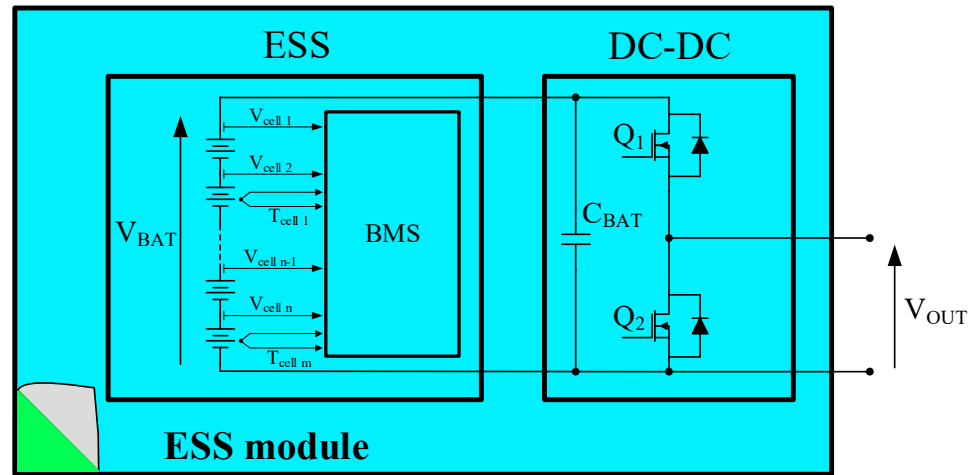 ESS
DC-DC
V_cell 1
V_cell 2
T_cell 1
V_cell n-1
V_cell n
T_cell m
V_BAT
BMS
C_BAT
Q_1
Q_2
V_OUT
ESS module